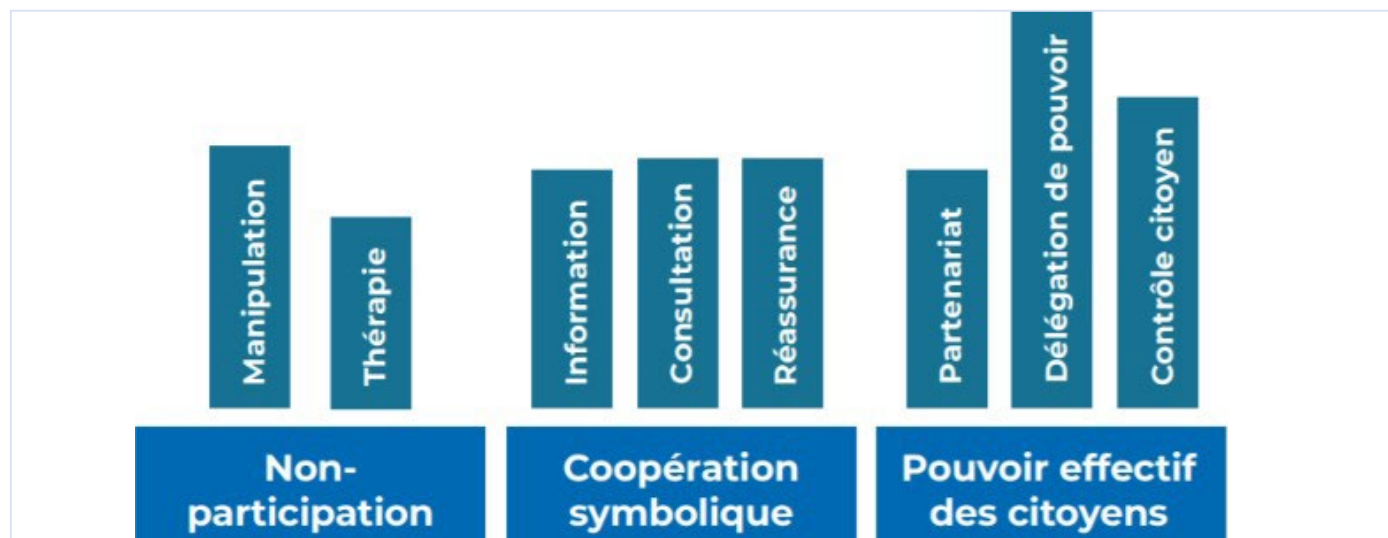 Manipulation
Thérapie
Information
Consultation
Réassurance
Partenariat
Délégation de pouvoir
Contrôle citoyen
Non-
participation
Coopération
symbolique
Pouvoir effectif
des citoyens